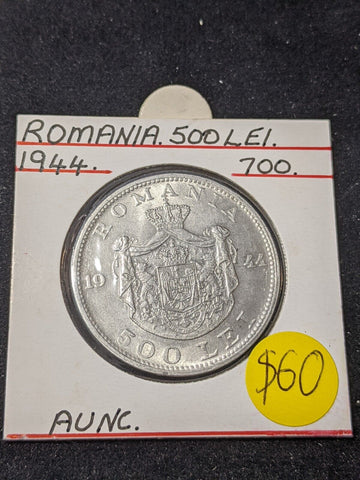 ROMANIA. 500 LEI.
1944. 700.
ROMANIA
19 44
500 LEI
$60
AUNC.